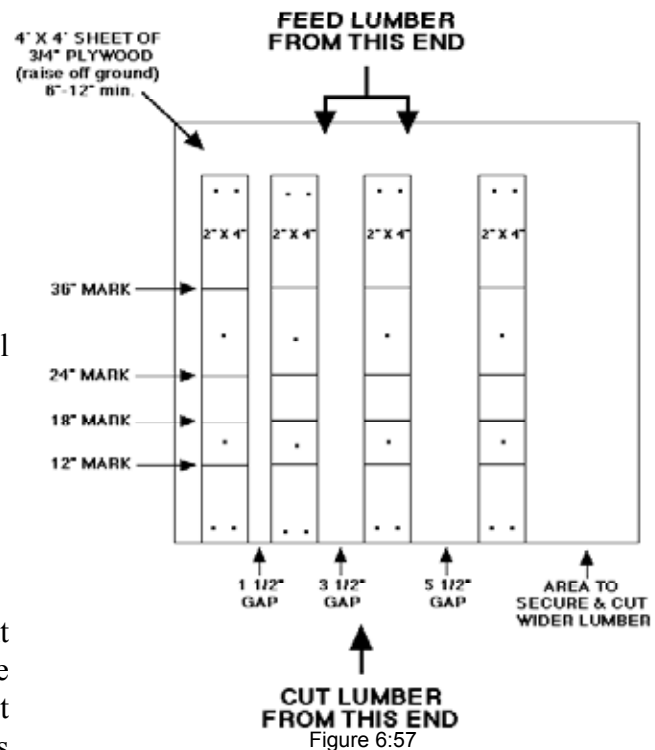 FEED LUMBER
FROM THIS END
4' X 4' SHEET OF
3/4" PLYWOOD
(raise off ground)
6"-12" min.
2" X 4" 2" X 4" 2" X 4" 2" X 4"
36" MARK
l
24" MARK
18" MARK
12" MARK
1 1/2" GAP
3 1/2" GAP
5 1/2" GAP
AREA TO
SECURE & CUT
WIDER LUMBER
t
e
t
s
CUT LUMBER
FROM THIS END
Figure 6:57